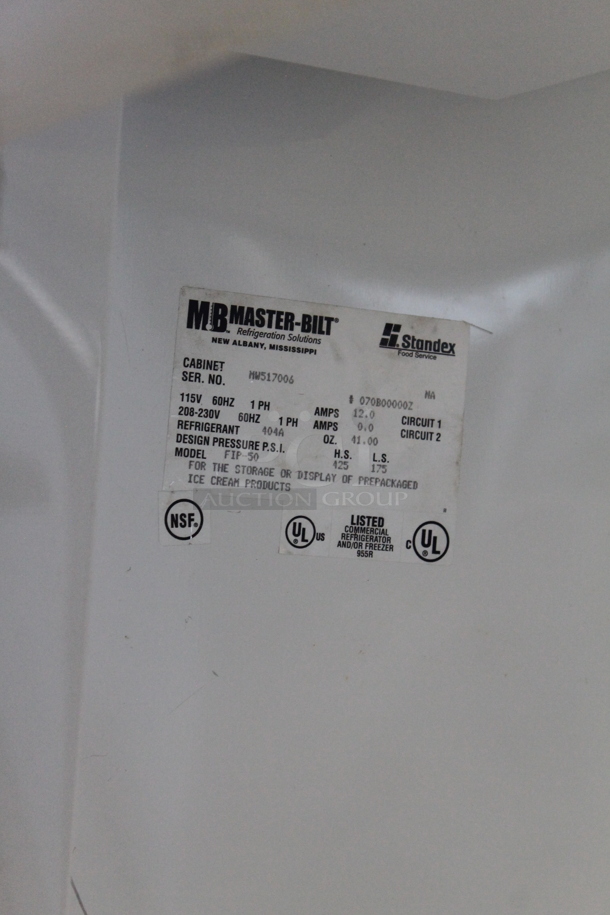 MB MASTER-BILT®
Refrigeration Solutions
NEW ALBANY, MISSISSIPPI
Standex
Food Service
CABINET
SER. NO. MW517006 NA
# 070B00000Z
115V 60HZ 1 PH AMPS 12.0 CIRCUIT 1
208-230V 60HZ 1 PH AMPS 0.0 CIRCUIT 2
REFRIGERANT 404A OZ. 41.00
DESIGN PRESSURE P.S.I. H.S. L.S.
MODEL FIP-50 425 175
FOR THE STORAGE OR DISPLAY OF PREPACKAGED
ICE CREAM PRODUCTS
AUCTION GROUP
NSF®
UL® US
LISTED
COMMERCIAL
REFRIGERATOR
AND/OR FREEZER
955R
C UL®